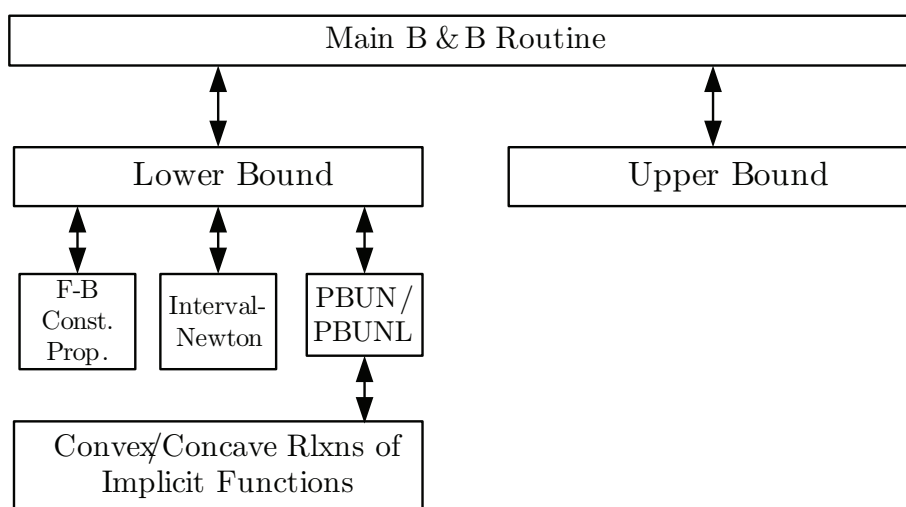 Main B & B Routine
Lower Bound
Upper Bound
F-B
Const.
Prop.
Interval-
Newton
PBUN/
PBUNL
Convex/Concave Rlxns of
Implicit Functions